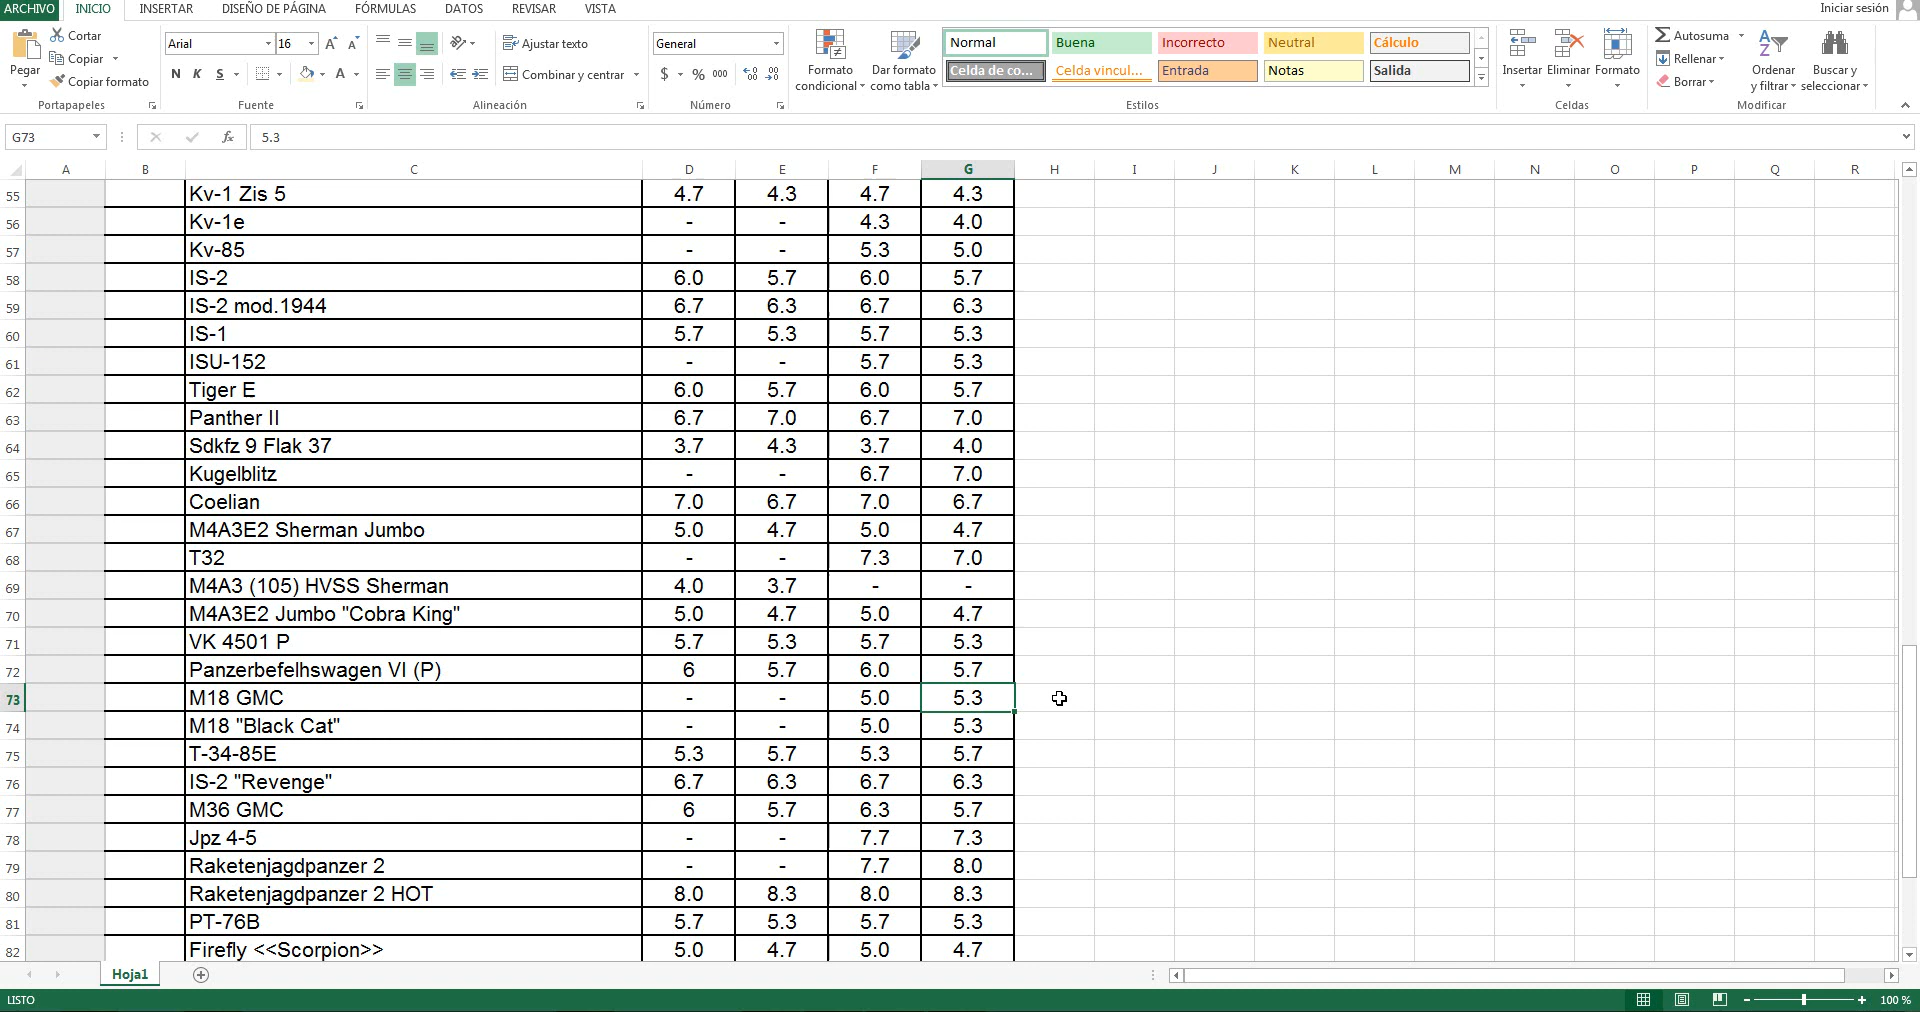 ARCHIVO INICIO INSERTAR DISEÑO DE PÁGINA FÓRMULAS DATOS REVISAR VISTA Iniciar sesión
Pegar
Cortar
Copiar
Copiar formato
Portapapeles
Arial 16
N K S A
Fuente
Ajustar texto
Combinar y centrar
Alineación
General
$ % 000
Número
Formato condicional
Dar formato como tabla
Normal Buena Incorrecto Neutral Cálculo
Celda de co... Celda vincul... Entrada Notas Salida
Estilos
Insertar Eliminar Formato
Celdas
Autosuma
Rellenar
Borrar
Ordenar y filtrar
Buscar y seleccionar
Modificar
G73 fx 5.3
A B C D E F G H I J K L M N O P Q R
55 Kv-1 Zis 5 4.7 4.3 4.7 4.3
56 Kv-1e - - 4.3 4.0
57 Kv-85 - - 5.3 5.0
58 IS-2 6.0 5.7 6.0 5.7
59 IS-2 mod.1944 6.7 6.3 6.7 6.3
60 IS-1 5.7 5.3 5.7 5.3
61 ISU-152 - - 5.7 5.3
62 Tiger E 6.0 5.7 6.0 5.7
63 Panther II 6.7 7.0 6.7 7.0
64 Sdkfz 9 Flak 37 3.7 4.3 3.7 4.0
65 Kugelblitz - - 6.7 7.0
66 Coelian 7.0 6.7 7.0 6.7
67 M4A3E2 Sherman Jumbo 5.0 4.7 5.0 4.7
68 T32 - - 7.3 7.0
69 M4A3 (105) HVSS Sherman 4.0 3.7 - -
70 M4A3E2 Jumbo "Cobra King" 5.0 4.7 5.0 4.7
71 VK 4501 P 5.7 5.3 5.7 5.3
72 Panzerbefelhswagen VI (P) 6 5.7 6.0 5.7
73 M18 GMC - - 5.0 5.3
74 M18 "Black Cat" - - 5.0 5.3
75 T-34-85E 5.3 5.7 5.3 5.7
76 IS-2 "Revenge" 6.7 6.3 6.7 6.3
77 M36 GMC 6 5.7 6.3 5.7
78 Jpz 4-5 - - 7.7 7.3
79 Raketenjagdpanzer 2 - - 7.7 8.0
80 Raketenjagdpanzer 2 HOT 8.0 8.3 8.0 8.3
81 PT-76B 5.7 5.3 5.7 5.3
82 Firefly <<Scorpion>> 5.0 4.7 5.0 4.7
Hoja1
LISTO 100 %